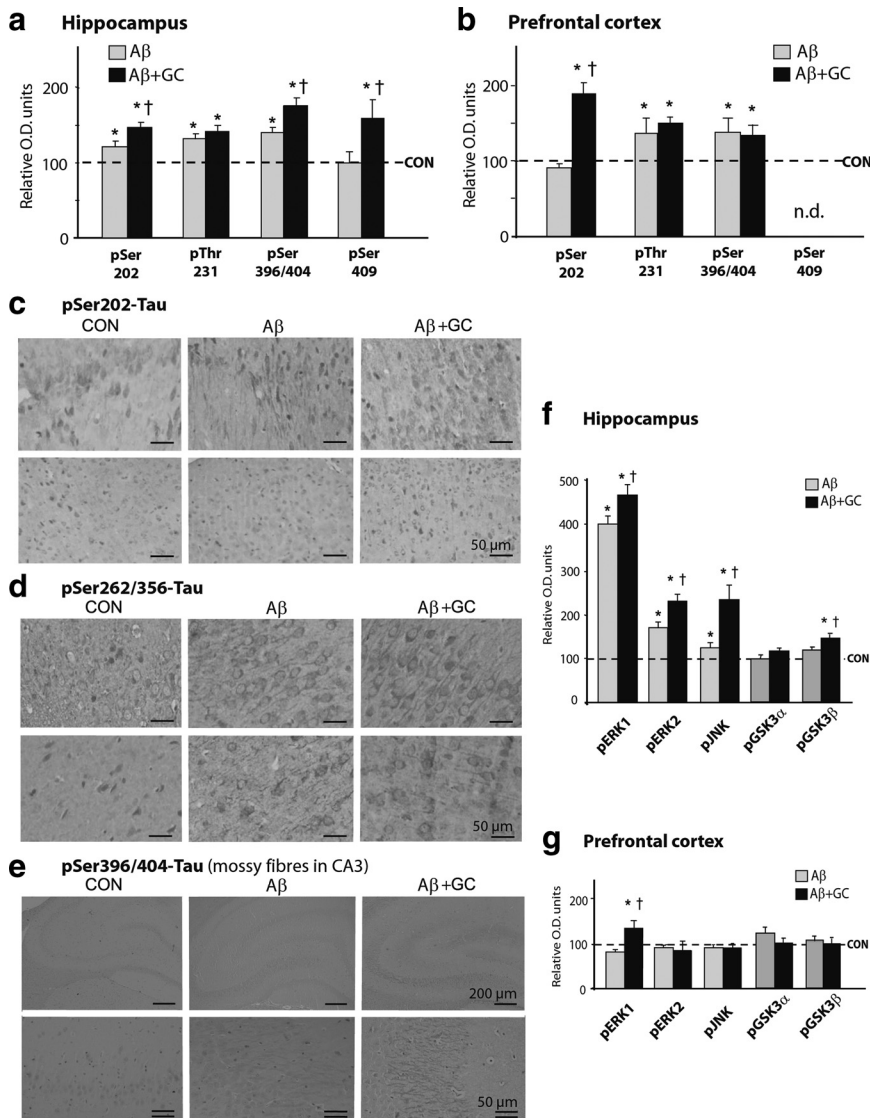 a Hippocampus
Aβ
Aβ+GC
Relative O.D. units
200
100
0
* *† * * * *† *†
CON
pSer 202
pThr 231
pSer 396/404
pSer 409
b Prefrontal cortex
Aβ
Aβ+GC
Relative O.D. units
200
100
0
*† * * * *
CON
n.d.
pSer 202
pThr 231
pSer 396/404
pSer 409
c pSer202-Tau
CON Aβ Aβ+GC
50 µm
d pSer262/356-Tau
CON Aβ Aβ+GC
50 µm
e pSer396/404-Tau (mossy fibres in CA3)
CON Aβ Aβ+GC
200 µm
50 µm
f Hippocampus
Aβ
Aβ+GC
Relative O.D. units
500
400
300
200
100
0
* *† * *† * *† *†
CON
pERK1
pERK2
pJNK
pGSK3α
pGSK3β
g Prefrontal cortex
Aβ
Aβ+GC
Relative O.D. units
200
100
0
*†
CON
pERK1
pERK2
pJNK
pGSK3α
pGSK3β